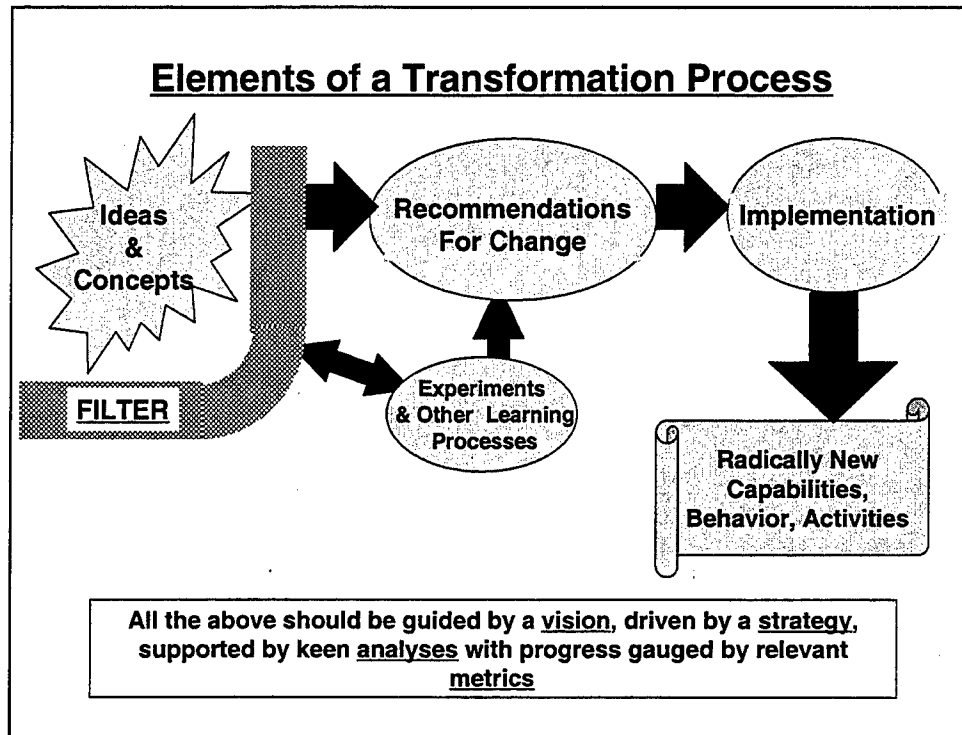 Elements of a Transformation Process
Ideas
&
Concepts
Recommendations
For Change
Implementation
FILTER
Experiments
& Other Learning
Processes
Radically New
Capabilities,
Behavior, Activities
All the above should be guided by a vision, driven by a strategy,
supported by keen analyses with progress gauged by relevant
metrics